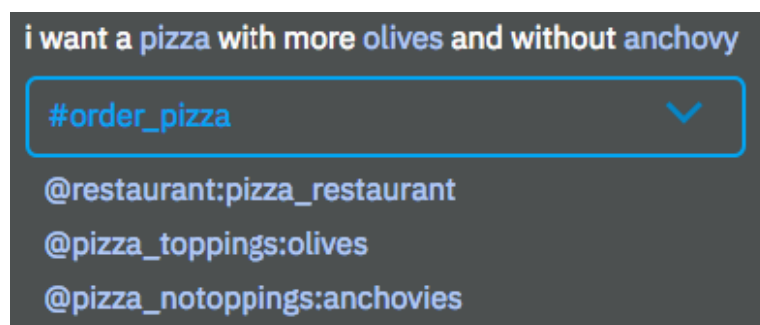 i want a pizza with more olives and without anchovy
#order_pizza
@restaurant:pizza_restaurant
@pizza_toppings:olives
@pizza_notoppings:anchovies